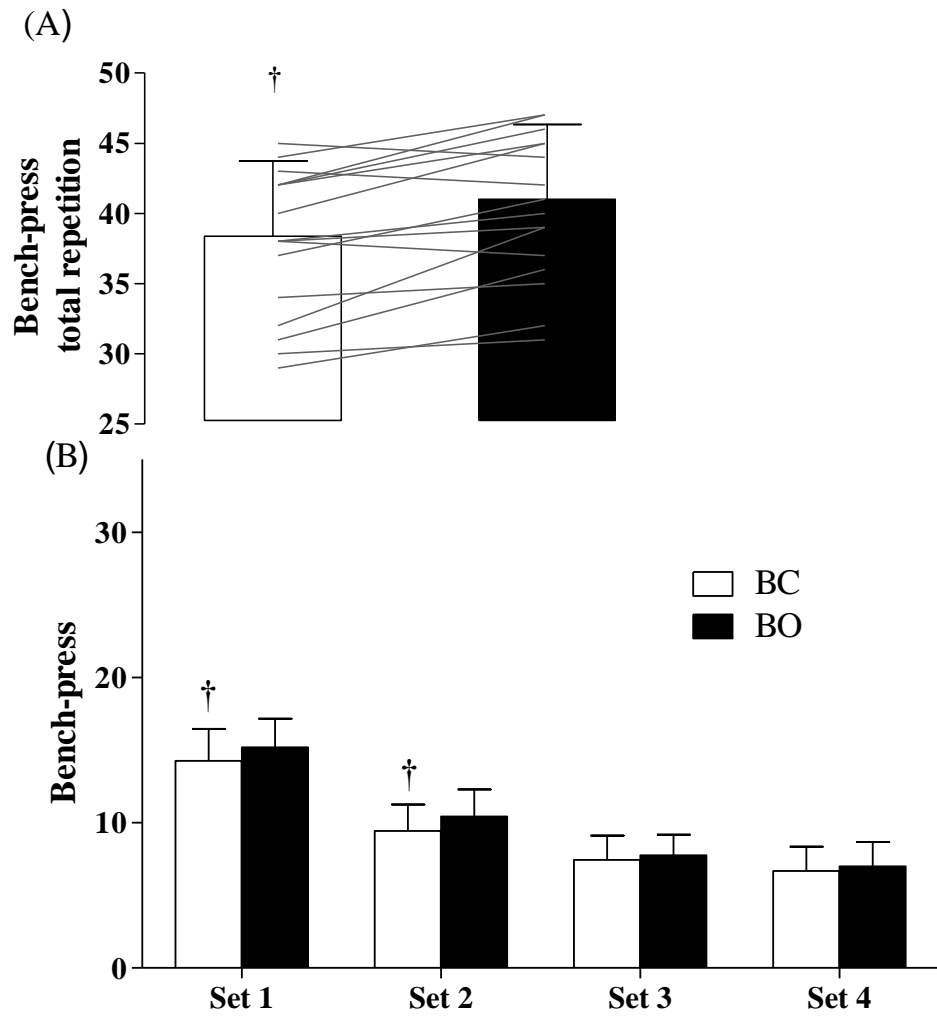 (A)
†
50
45
40
35
30
25
Bench-press
total repetition
(B)
30
20
10
0
Bench-press
†
†
BC
BO
Set 1 Set 2 Set 3 Set 4